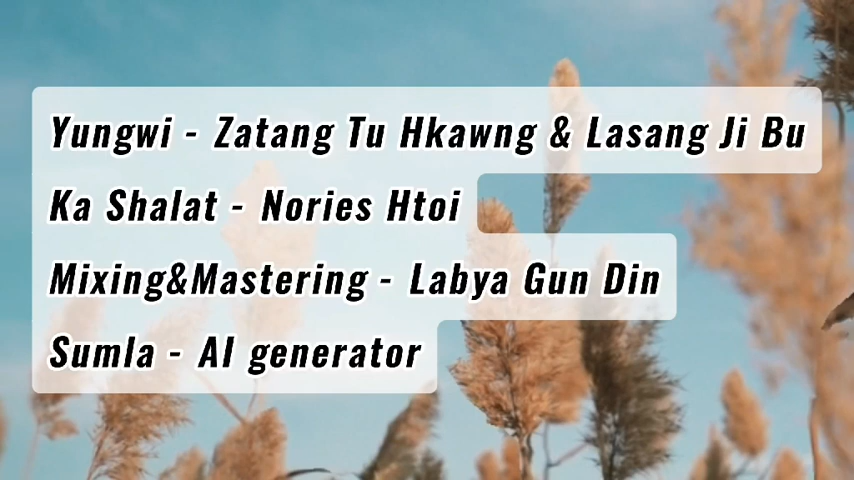 Yungwi - Zatang Tu Hkawng & Lasang Ji Bu
Ka Shalat - Nories Htoi
Mixing&Mastering - Labya Gun Din
Sumla - AI generator